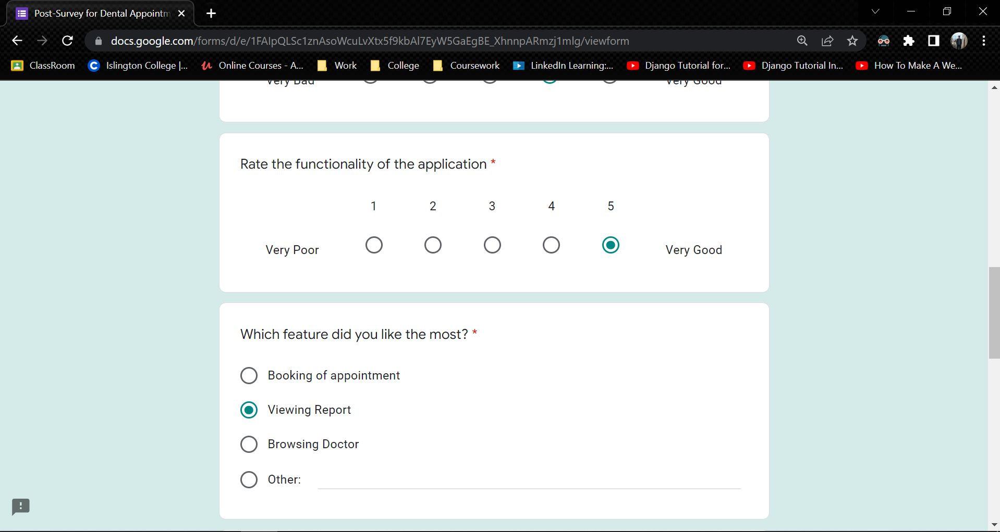 Post-Survey for Dental Appointm
docs.google.com/forms/d/e/1FAIpQLSc1znAsoWcuLvXtx5f9kbAl7EyW5GaEgBE_XhnnpARmzj1mlg/viewform
ClassRoom Islington College |... Online Courses - A... Work College Coursework LinkedIn Learning:... Django Tutorial for... Django Tutorial In... How To Make A We...
Very Bad Very Good
Rate the functionality of the application *
1 2 3 4 5
Very Poor Very Good
Which feature did you like the most? *
Booking of appointment
Viewing Report
Browsing Doctor
Other: